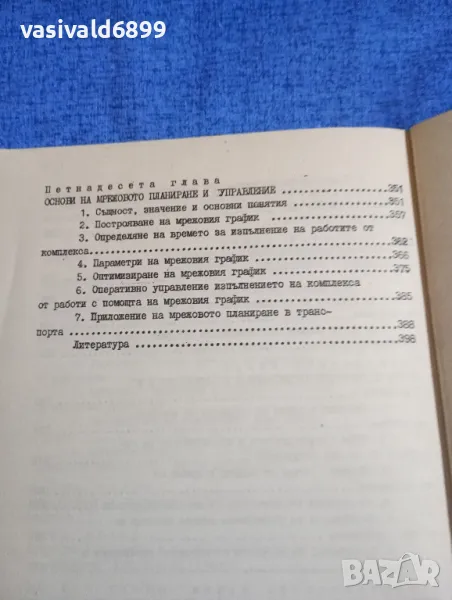 vasivald6899
Петнадесета глава
ОСНОВИ НА МРЕЖОВОТО ПЛАНИРАНЕ И УПРАВЛЕНИЕ ................351
1. Същност, значение и основни понятия ...................351
2. Построяване на мрежовия график ......................357
3. Определяне на времето за изпълнение на работите от
комплекса................................................362
4. Параметри на мрежовия график ......................366
5. Оптимизиране на мрежовия график ....................375
6. Оперативно управление изпълнението на комплекса
от работи с помощта на мрежовия график ...................385
7. Приложение на мрежовото планиране в транс-
порта ...................................................388
Литература ..........................................398
BAZAR